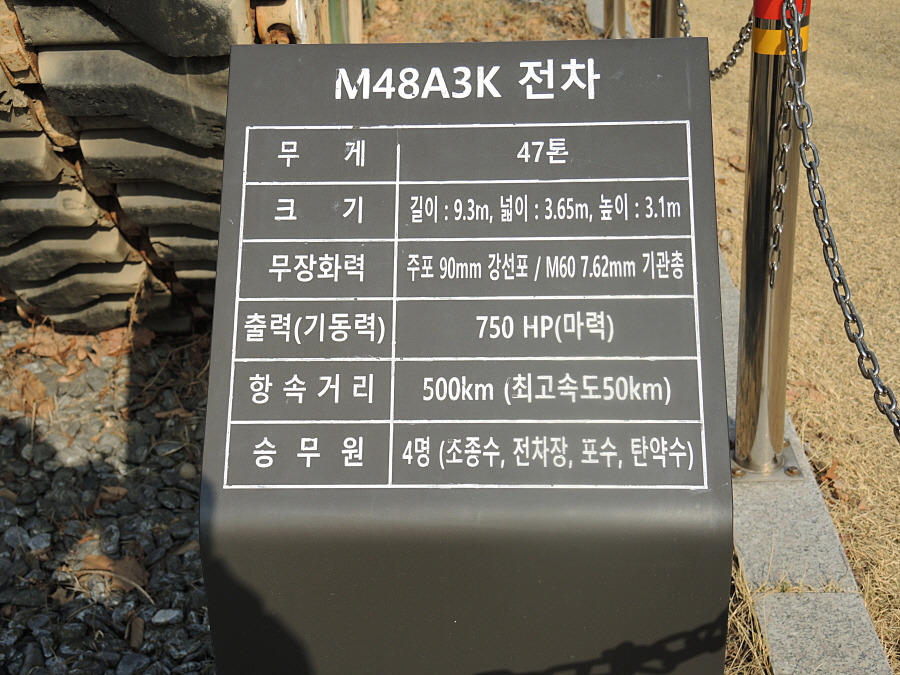 M48A3K 전차
무 게 47톤
크 기 길이 : 9.3m, 넓이 : 3.65m, 높이 : 3.1m
무장화력 주포 90mm 강선포 / M60 7.62mm 기관총
출력(기동력) 750 HP(마력)
항속거리 500km (최고속도50km)
승무원 4명 (조종수, 전차장, 포수, 탄약수)